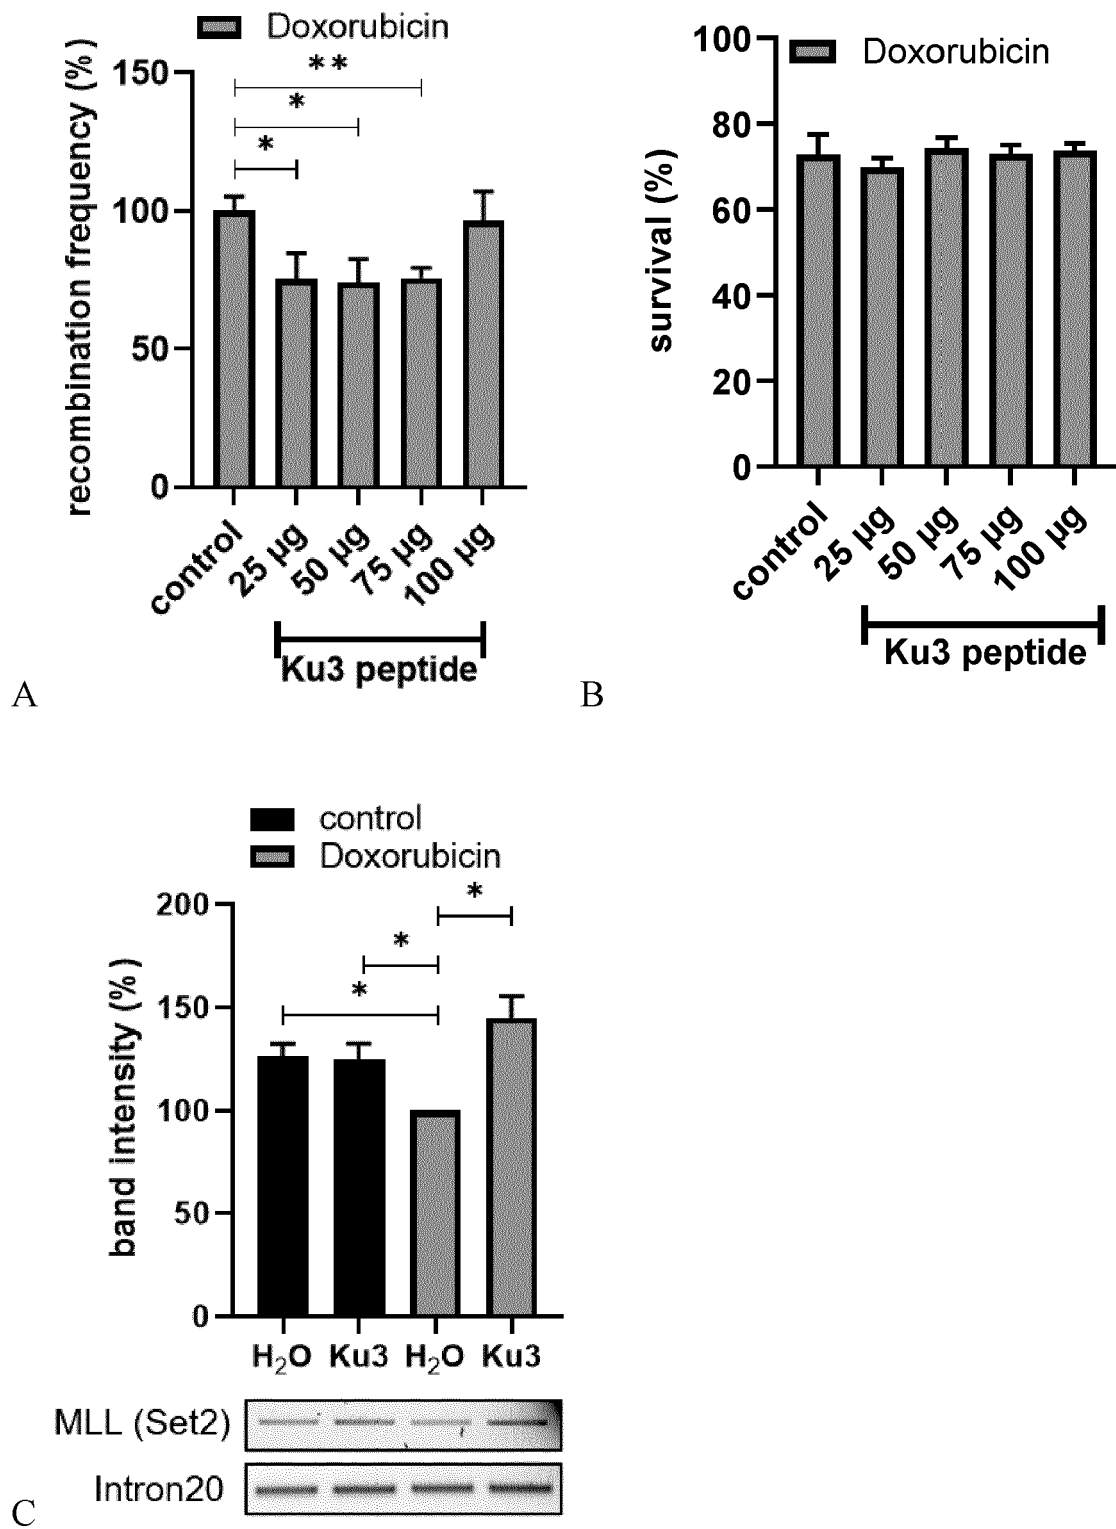 Doxorubicin
recombination frequency (%)
150
100
50
0
**
*
*
control
25 µg
50 µg
75 µg
100 µg
Ku3 peptide
A
Doxorubicin
survival (%)
100
80
60
40
20
0
control
25 µg
50 µg
75 µg
100 µg
Ku3 peptide
B
control
Doxorubicin
band intensity (%)
200
150
100
50
0
*
*
*
H₂O Ku3 H₂O Ku3
MLL (Set2)
Intron20
C